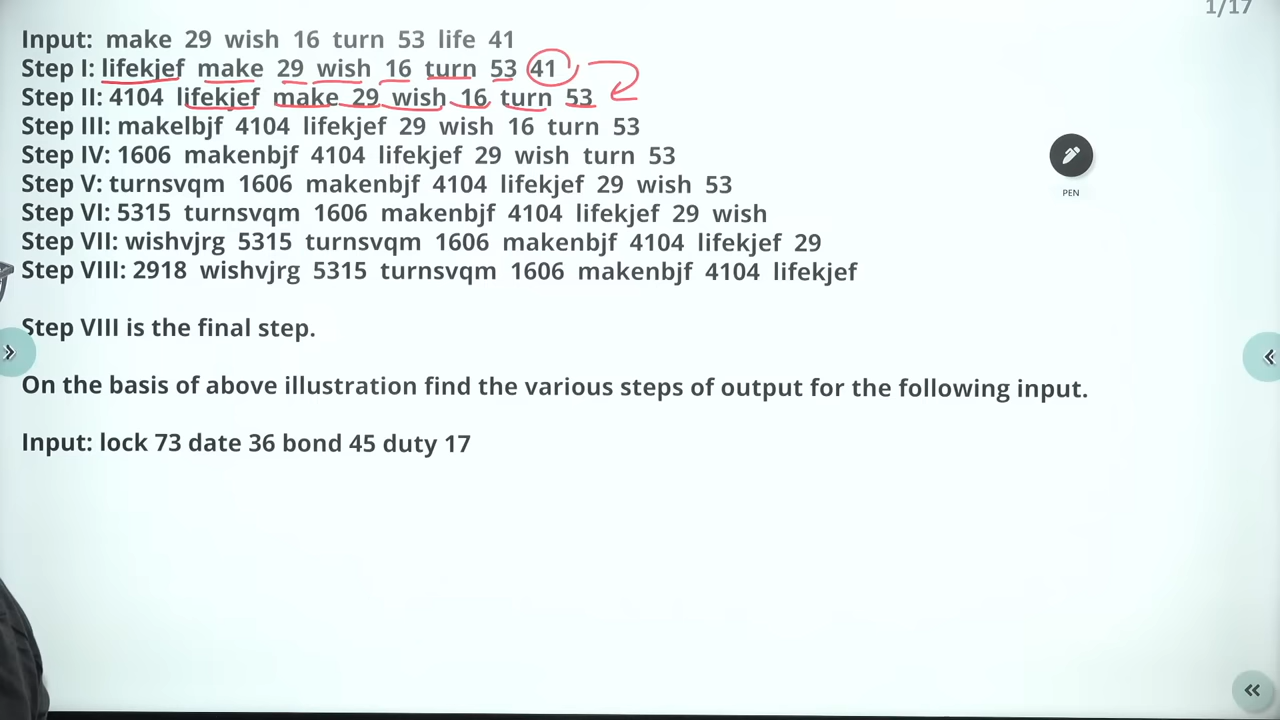 1/17
Input: make 29 wish 16 turn 53 life 41
Step I: lifekjef make 29 wish 16 turn 53 41
Step II: 4104 lifekjef make 29 wish 16 turn 53
Step III: makelbjf 4104 lifekjef 29 wish 16 turn 53
Step IV: 1606 makenbjf 4104 lifekjef 29 wish turn 53
Step V: turnsvqm 1606 makenbjf 4104 lifekjef 29 wish 53
Step VI: 5315 turnsvqm 1606 makenbjf 4104 lifekjef 29 wish
Step VII: wishvjrg 5315 turnsvqm 1606 makenbjf 4104 lifekjef 29
Step VIII: 2918 wishvjrg 5315 turnsvqm 1606 makenbjf 4104 lifekjef
PEN
Step VIII is the final step.
On the basis of above illustration find the various steps of output for the following input.
Input: lock 73 date 36 bond 45 duty 17